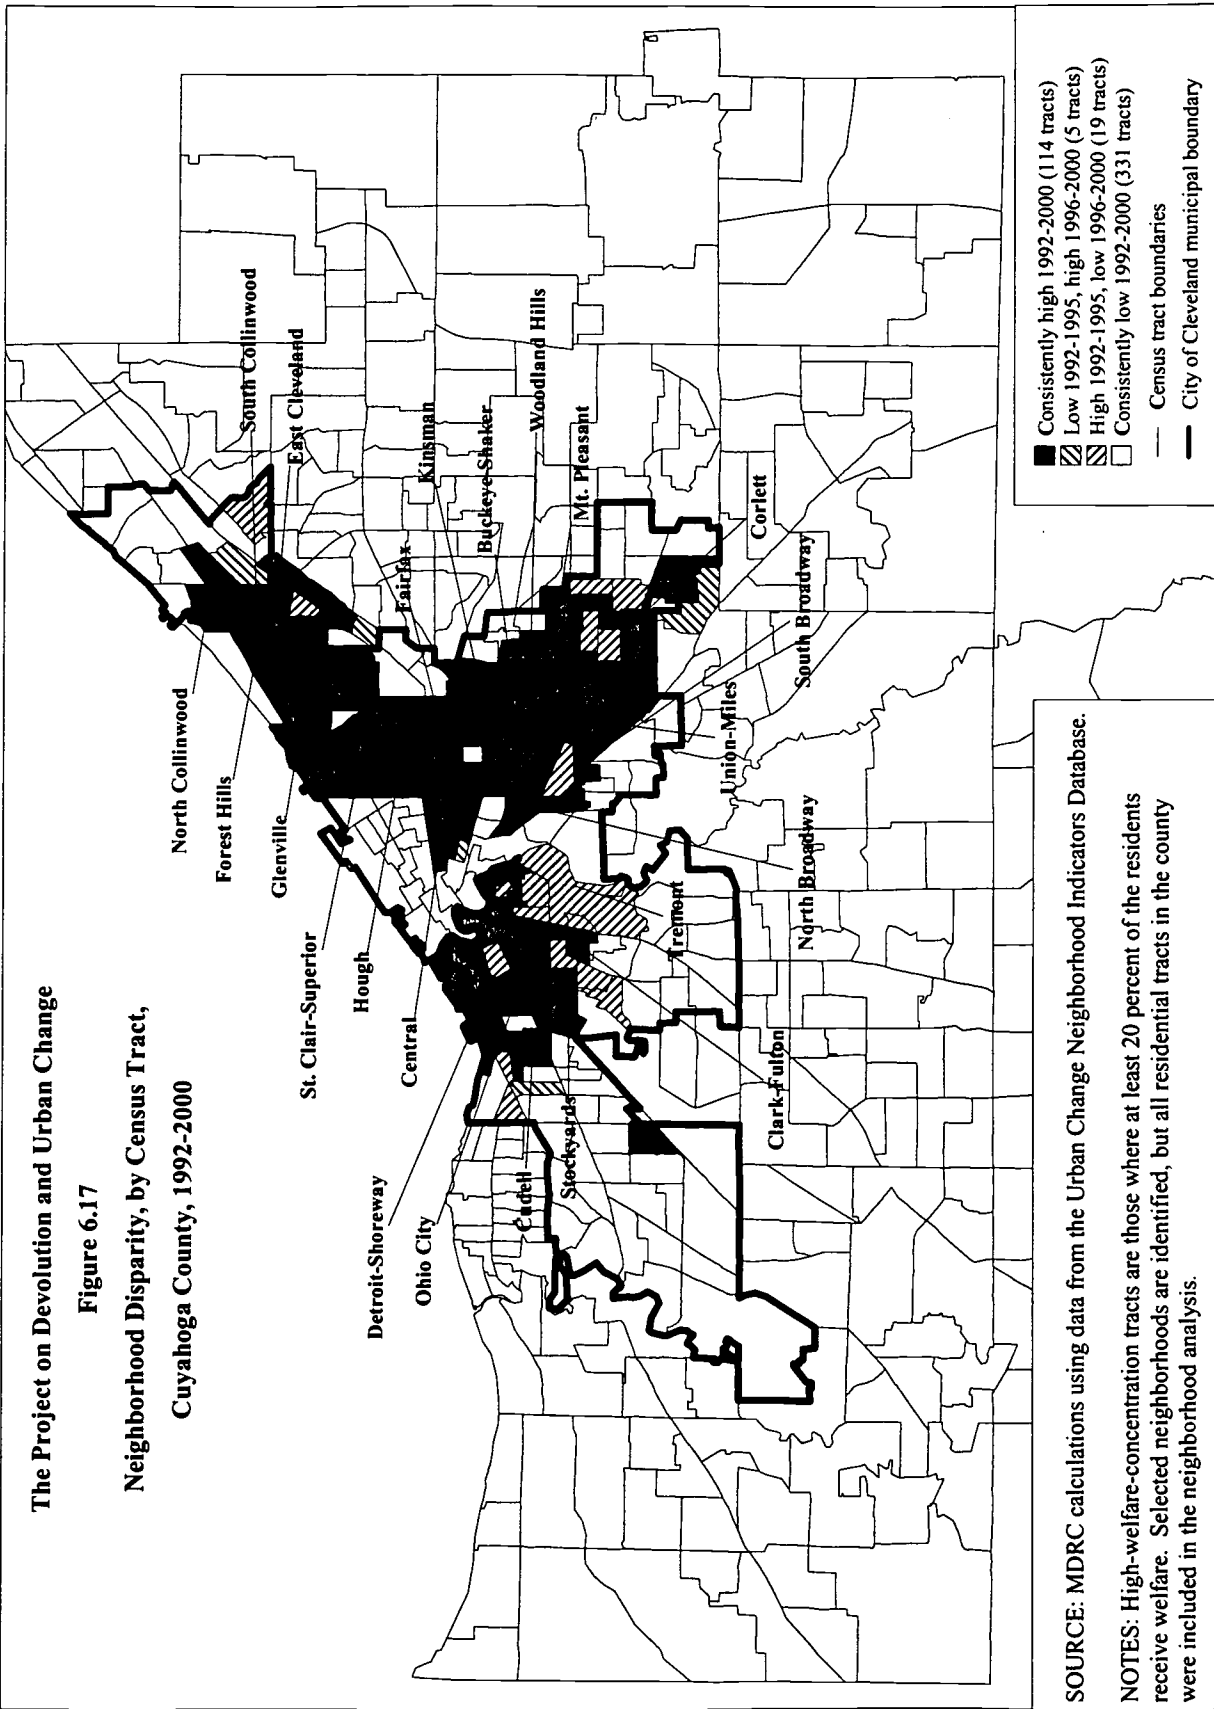 The Project on Devolution and Urban Change
Figure 6.17
Neighborhood Disparity, by Census Tract,
Cuyahoga County, 1992-2000
North Collinwood
Forest Hills
Glenville
St. Clair-Superior
Hough
Central
Detroit-Shoreway
Ohio City
Cudell
Stockyards
South Collinwood
East Cleveland
Fairfax
Kinsman
Buckeye-Shaker
Woodland Hills
Mt. Pleasant
Corlett
South Broadway
Union-Miles
North Broadway
Tremont
Clark-Fulton
Consistently high 1992-2000 (114 tracts)
Low 1992-1995, high 1996-2000 (5 tracts)
High 1992-1995, low 1996-2000 (19 tracts)
Consistently low 1992-2000 (331 tracts)
Census tract boundaries
City of Cleveland municipal boundary
SOURCE: MDRC calculations using data from the Urban Change Neighborhood Indicators Database.
NOTES: High-welfare-concentration tracts are those where at least 20 percent of the residents
receive welfare. Selected neighborhoods are identified, but all residential tracts in the county
were included in the neighborhood analysis.